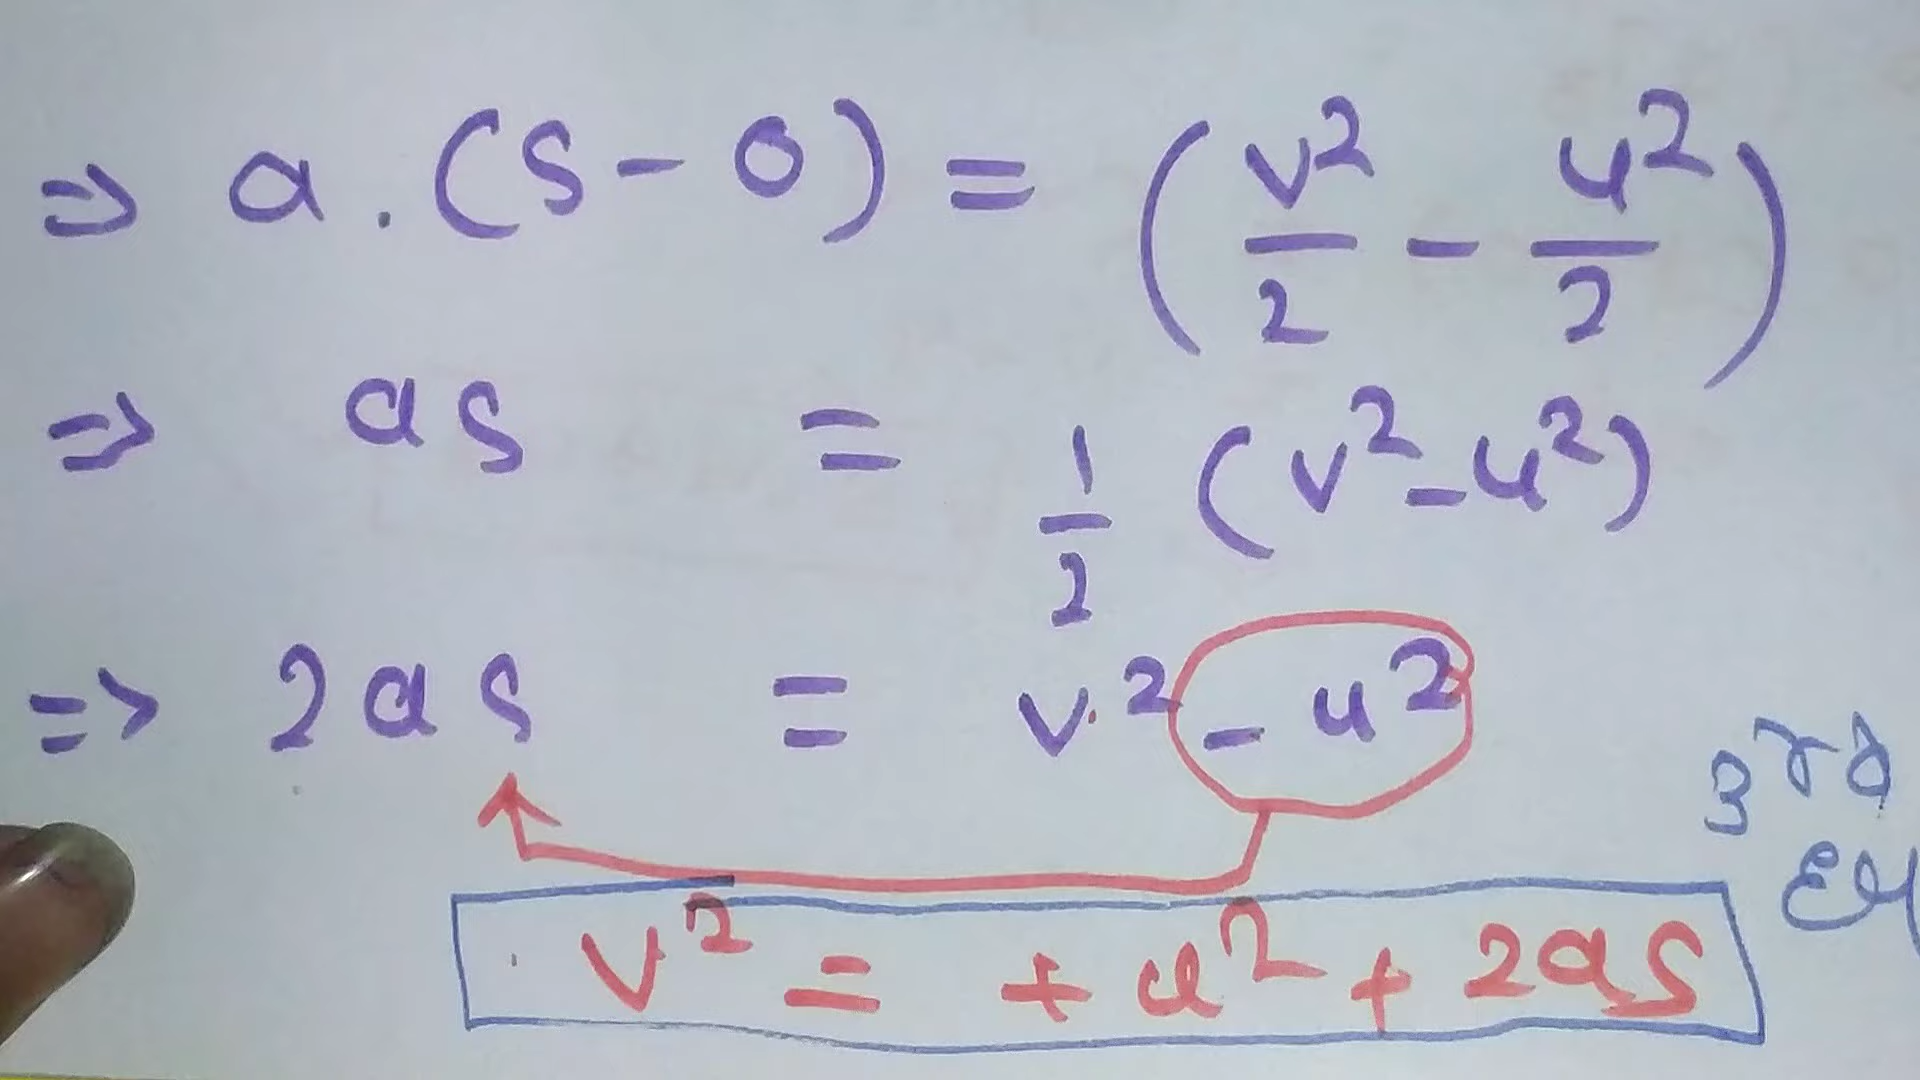 ⇒ a . (S - 0) = (v²/2 - u²/2)
⇒ as = 1/2 (v² - u²)
⇒ 2as = v² - u²
3rd
v² = + u² + 2as